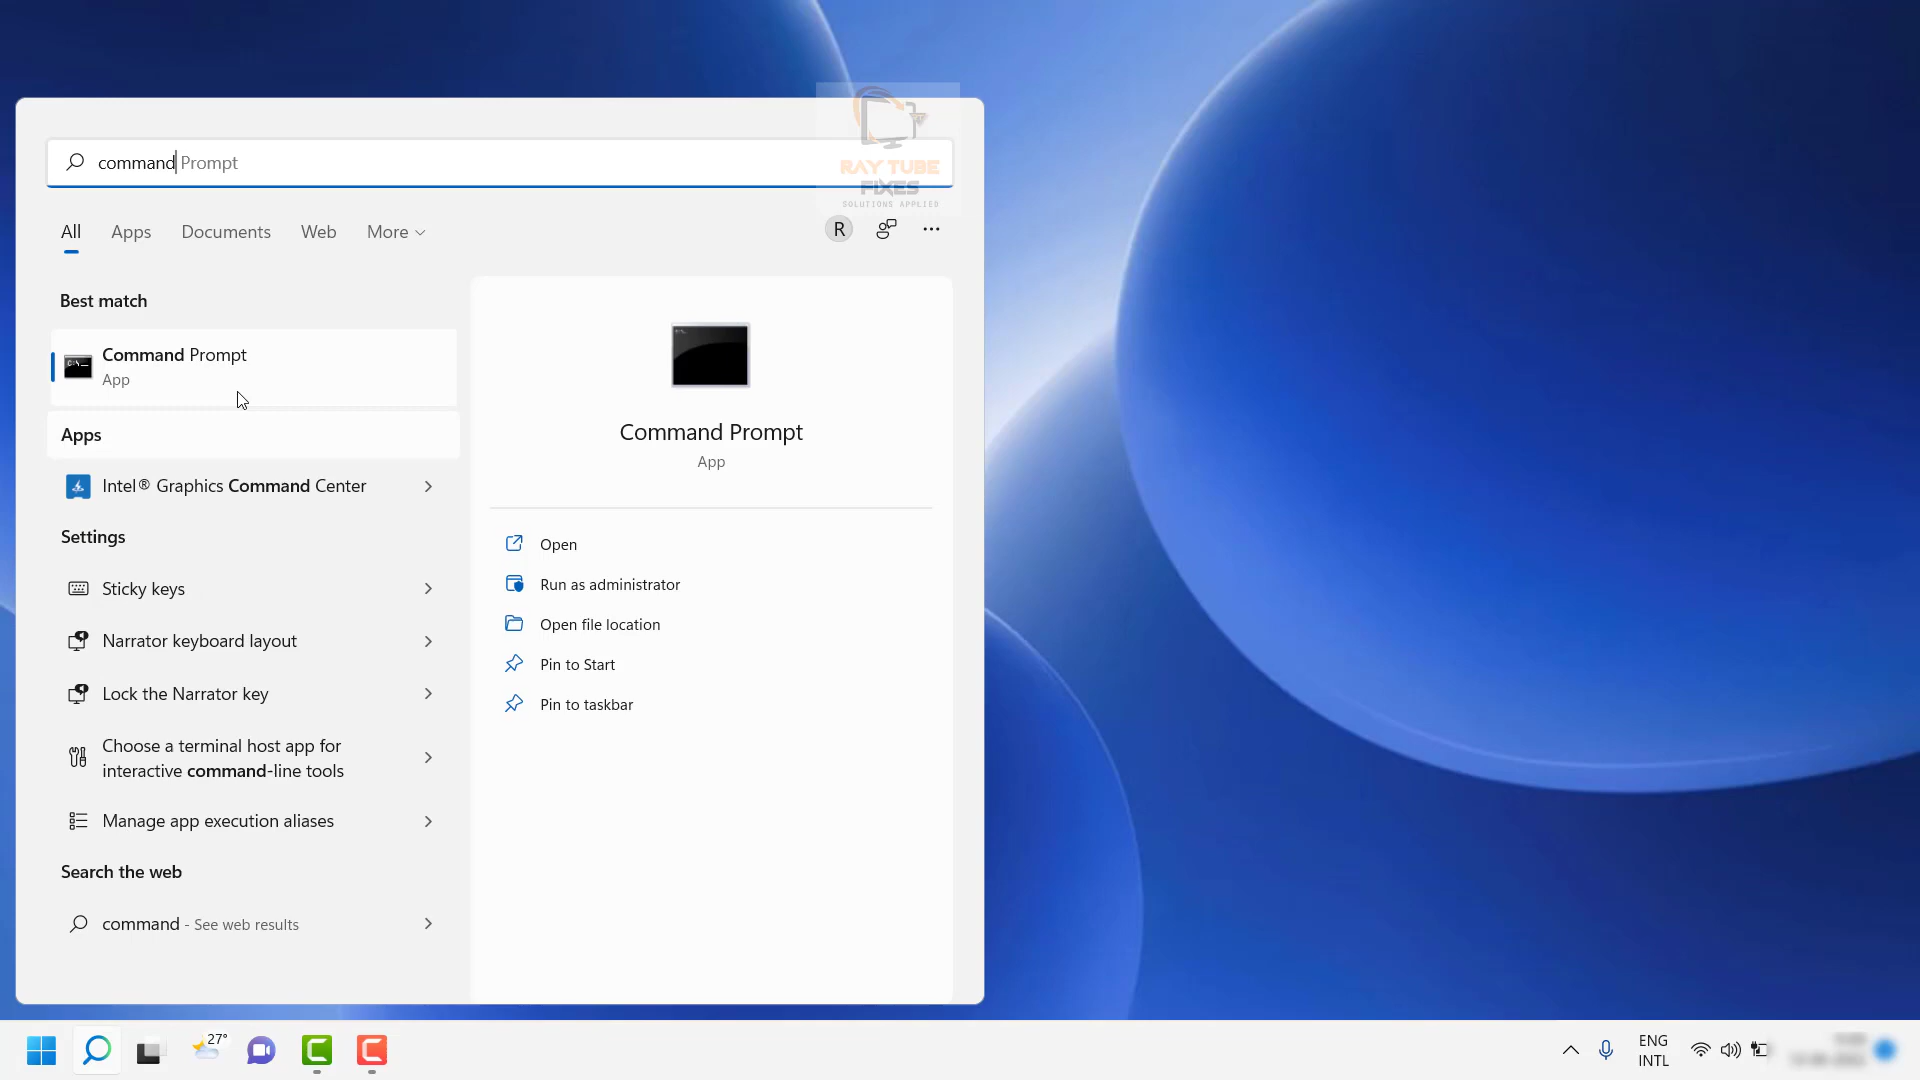 command Prompt
RAY TUBE
FIXES
SOLUTIONS APPLIED
All Apps Documents Web More
R
Best match
Command Prompt
App
Apps
Intel® Graphics Command Center
Settings
Sticky keys
Narrator keyboard layout
Lock the Narrator key
Choose a terminal host app for
interactive command-line tools
Manage app execution aliases
Search the web
command - See web results
Command Prompt
App
Open
Run as administrator
Open file location
Pin to Start
Pin to taskbar
27°
ENG
INTL